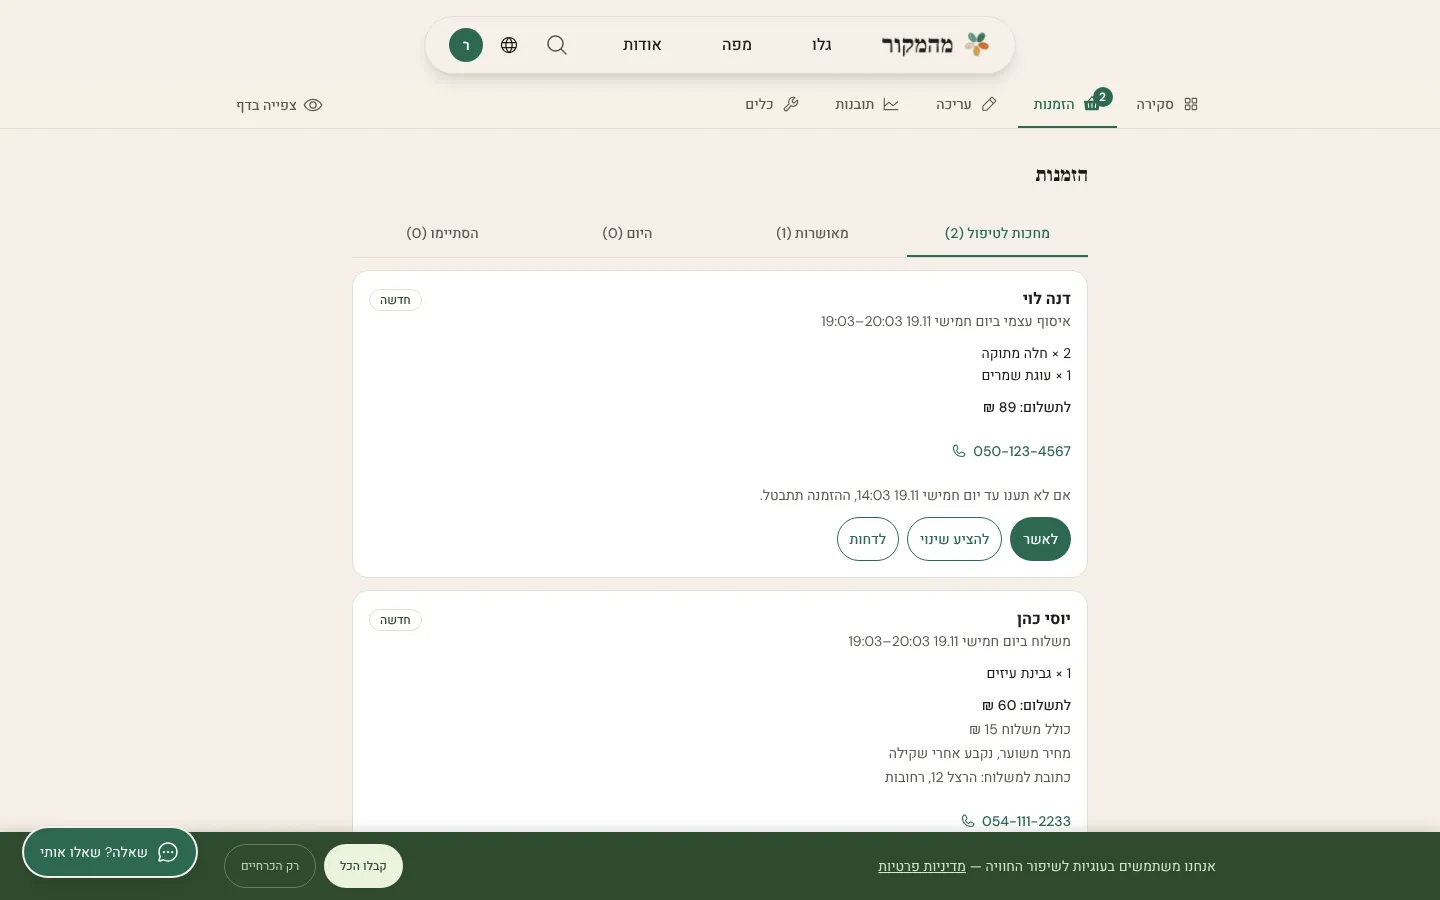 מהמקור
גלו
מפה
אודות
ר
סקירה
הזמנות
2
עריכה
תובנות
כלים
צפייה בדף
הזמנות
מחכות לטיפול (2)
מאושרות (1)
היום (0)
הסתיימו (0)
דנה לוי
חדשה
איסוף עצמי ביום חמישי 19.11 19:03–20:03
2 × חלה מתוקה
1 × עוגת שמרים
לתשלום: 89 ₪
050-123-4567
אם לא תענו עד יום חמישי 19.11 14:03, ההזמנה תתבטל.
לאשר
להציע שינוי
לדחות
יוסי כהן
חדשה
משלוח ביום חמישי 19.11 19:03–20:03
1 × גבינת עיזים
לתשלום: 60 ₪
כולל משלוח 15 ₪
מחיר משוער, נקבע אחרי שקילה
כתובת למשלוח: הרצל 12, רחובות
054-111-2233
אנחנו משתמשים בעוגיות לשיפור החוויה — מדיניות פרטיות
קבלו הכל
רק הכרחיים
שאלה? שאלו אותי